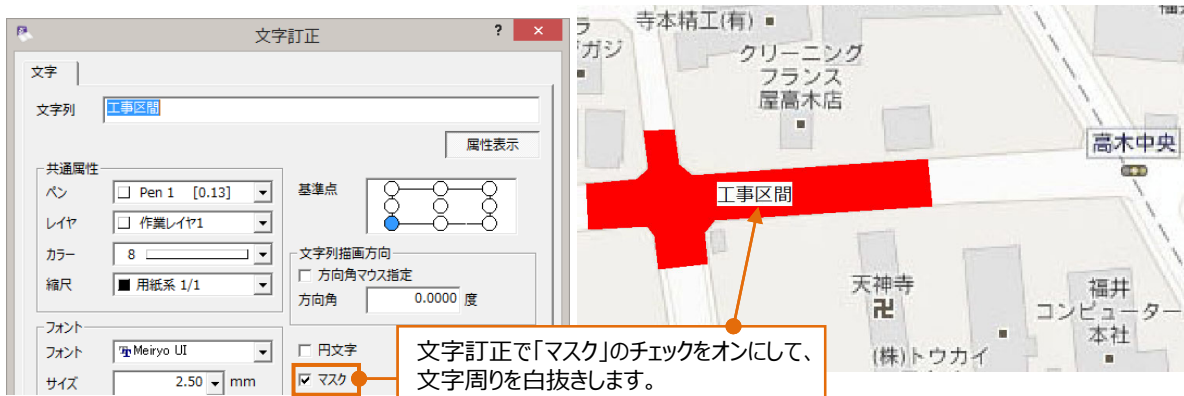 文字訂正
?
×
文字
文字列
工事区間
属性表示
共通属性
ペン
Pen 1 [0.13]
レイヤ
作業レイヤ1
カラー
8
縮尺
用紙系 1/1
基準点
文字列描画方向
方向角マウス指定
方向角
0.0000 度
フォント
フォント
Meiryo UI
サイズ
2.50 mm
円文字
マスク
文字訂正で「マスク」のチェックをオンにして、
文字周りを白抜きします。
ラ
ガジ
寺本精工(有)
クリーニング
フランス
屋高木店
高木中央
工事区間
天神寺
卍
福井
コンピューター
本社
(株)トウカイ